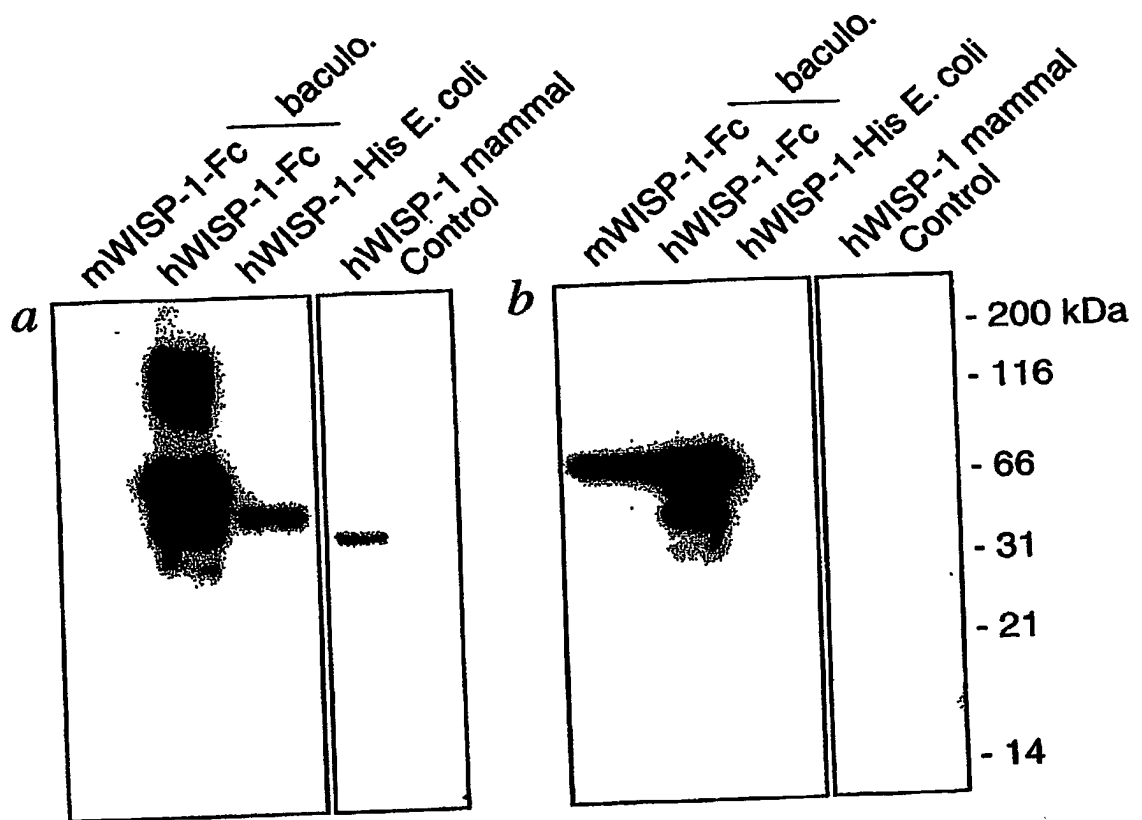 baculo.
mWISP-1-Fc
hWISP-1-Fc
hWISP-1-His E. coli
hWISP-1 mammal
Control
a
baculo.
mWISP-1-Fc
hWISP-1-Fc
hWISP-1-His E. coli
hWISP-1 mammal
Control
b
- 200 kDa
- 116
- 66
- 31
- 21
- 14